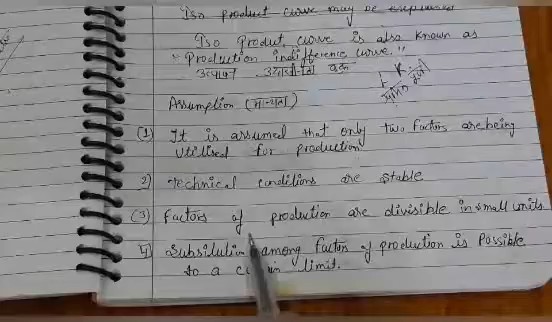 Iso product curve may be explained
Iso Product curve is also known as
"Production indifference curve."
उत्पादन उदासीनता वक्र
L K
Assumption (मान्यता)
(1) It is assumed that only two factors are being
utilised for production
2) Technical conditions are stable
(3) factors of production are divisible in small units
4) Subsilution among factors of production is Possible
to a limit.